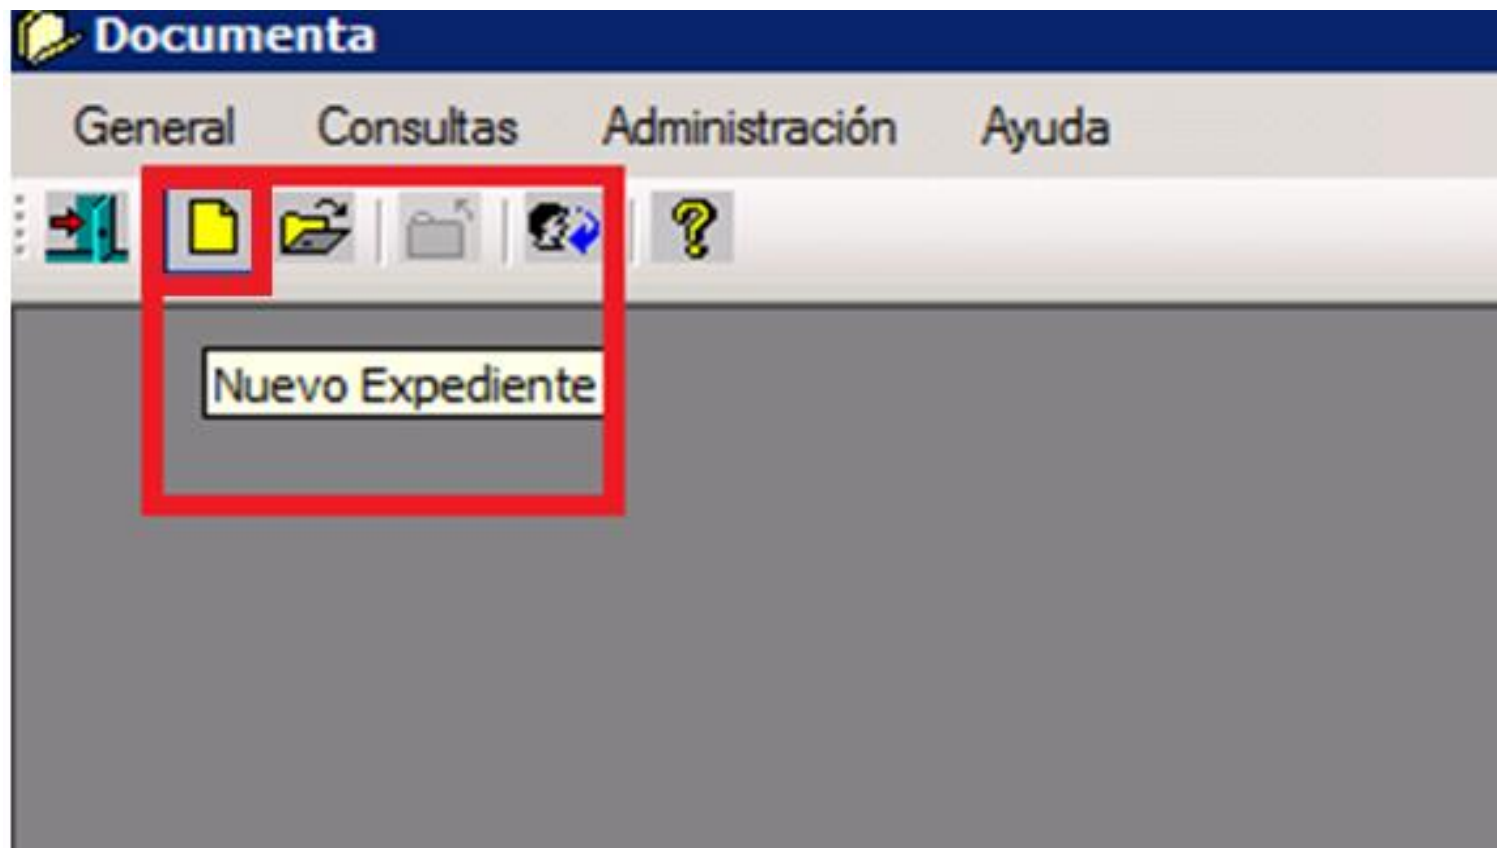 Documenta
General Consultas Administración Ayuda
Nuevo Expediente